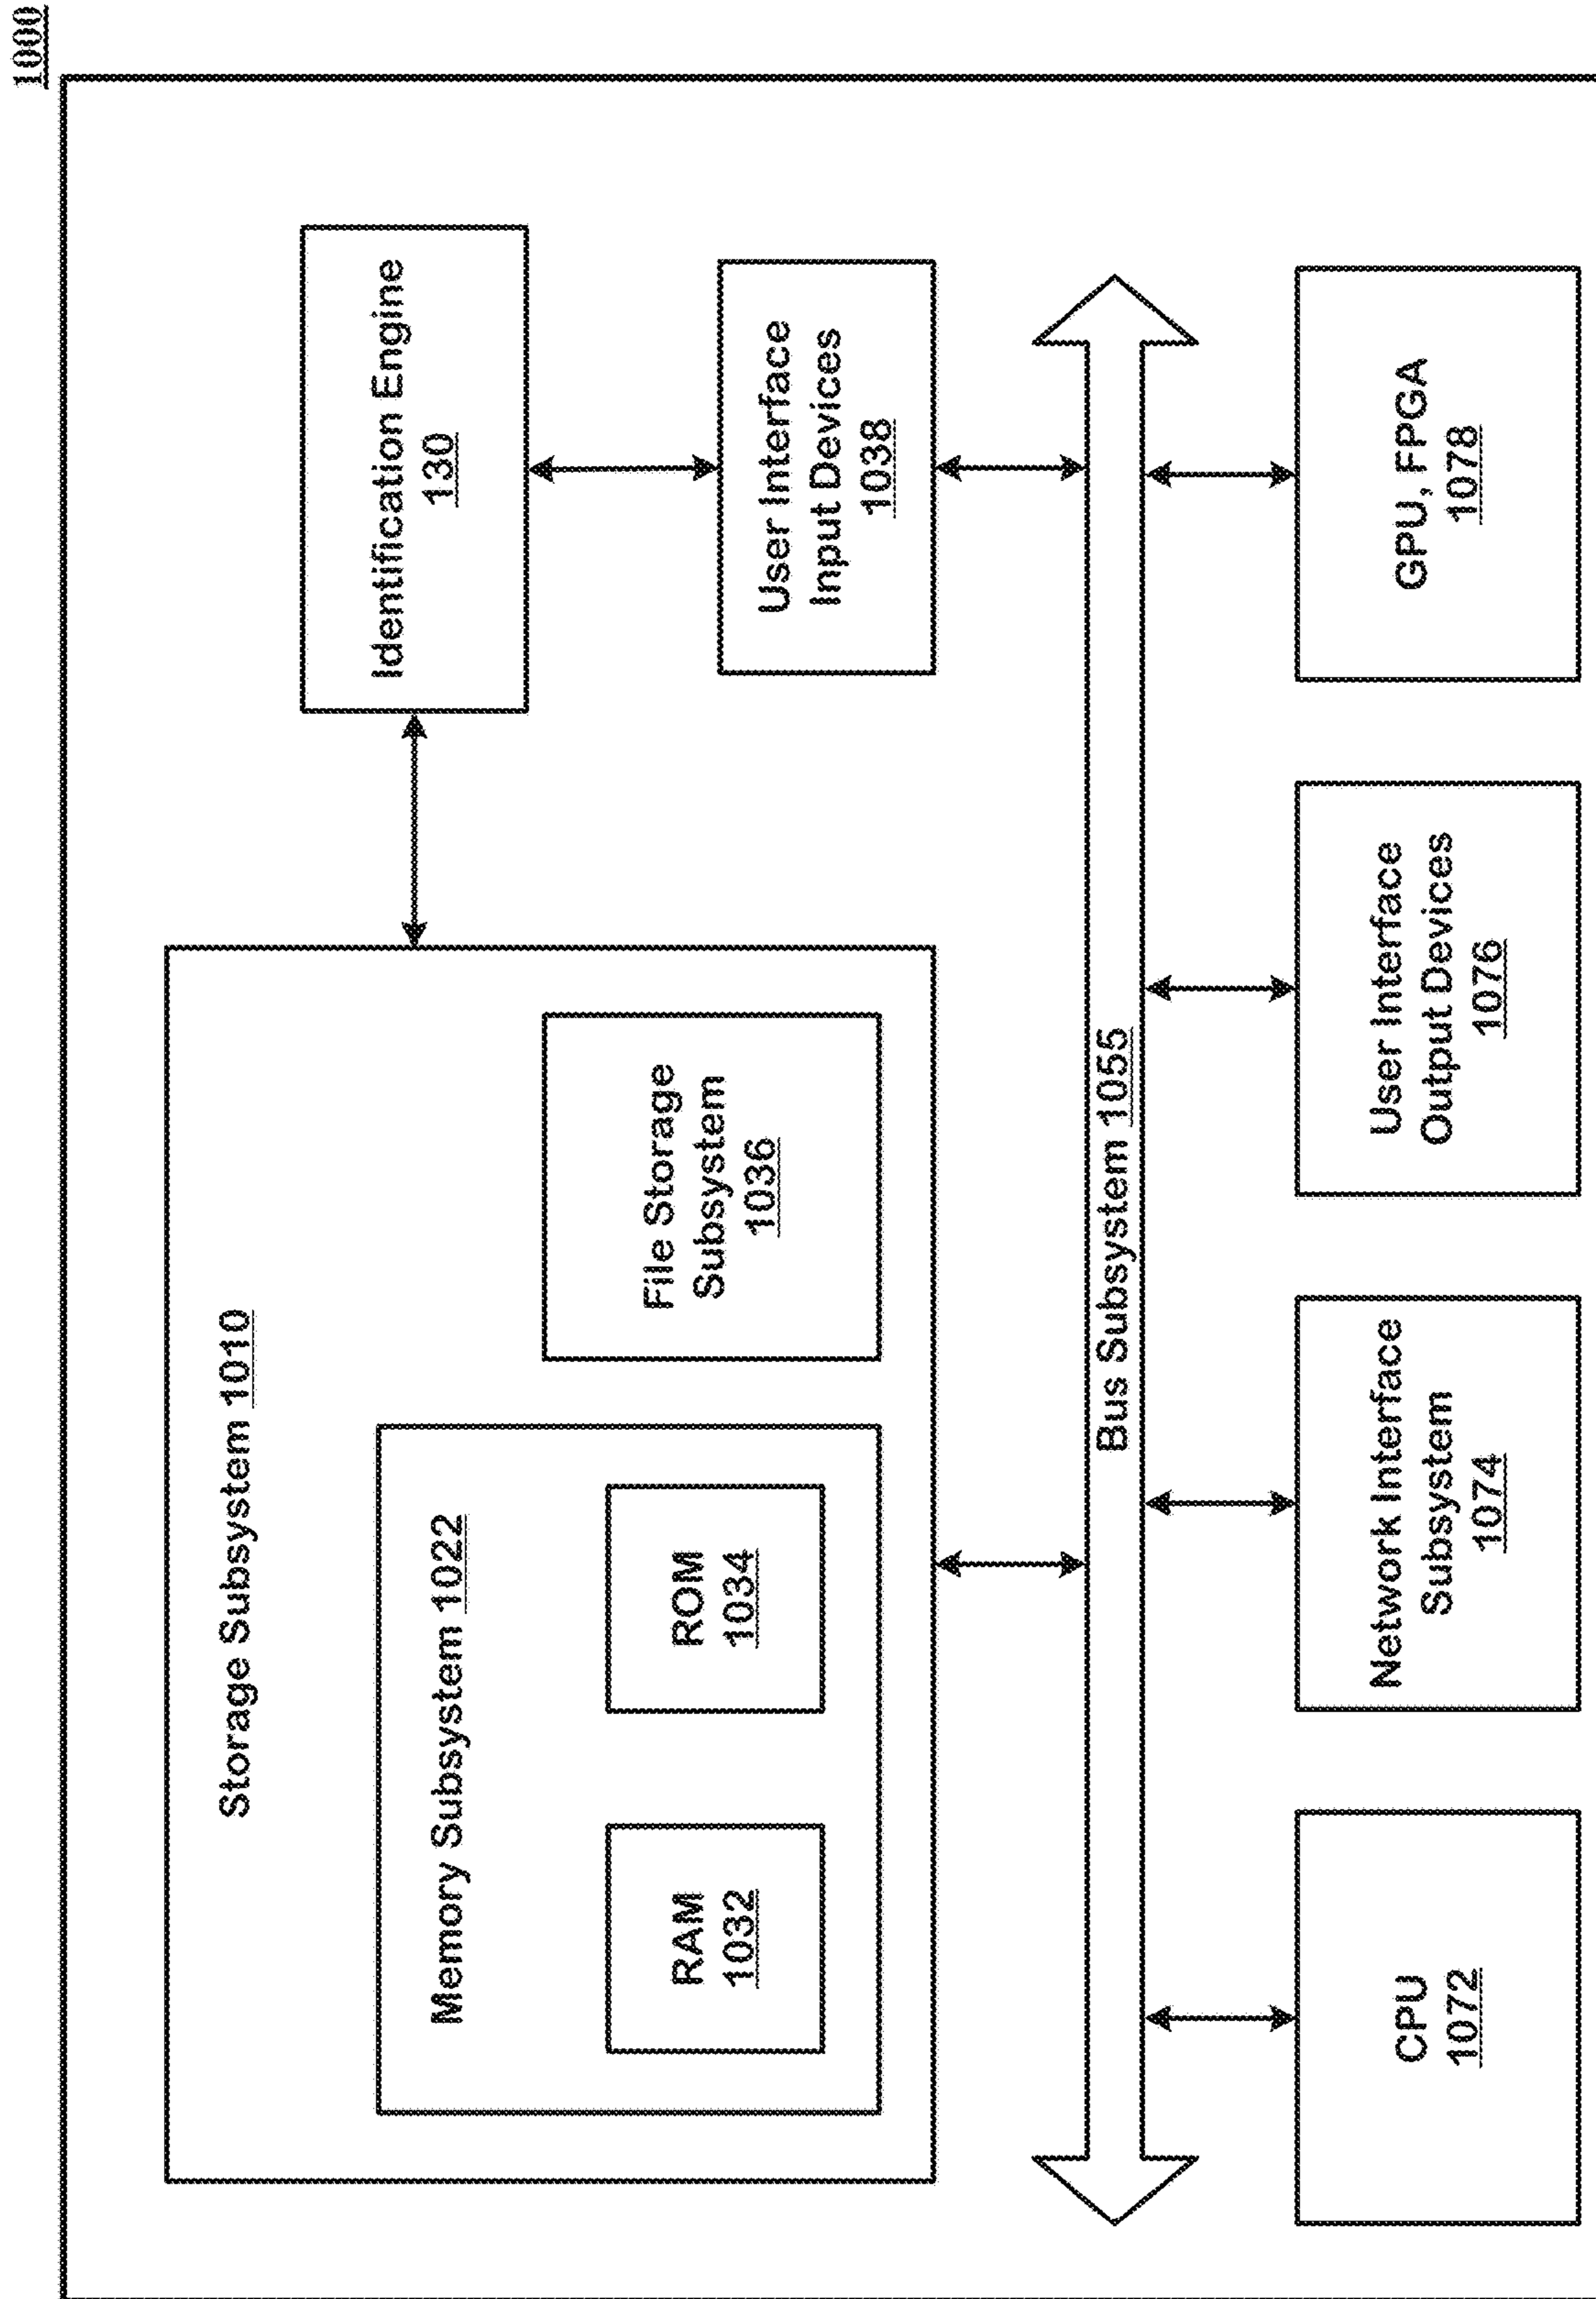 1000
Storage Subsystem 1010
Memory Subsystem 1022
RAM
1032
ROM
1034
File Storage
Subsystem
1036
Identification Engine
130
User Interface
Input Devices
1038
Bus Subsystem 1055
CPU
1072
Network Interface
Subsystem
1074
User Interface
Output Devices
1076
GPU, FPGA
1078